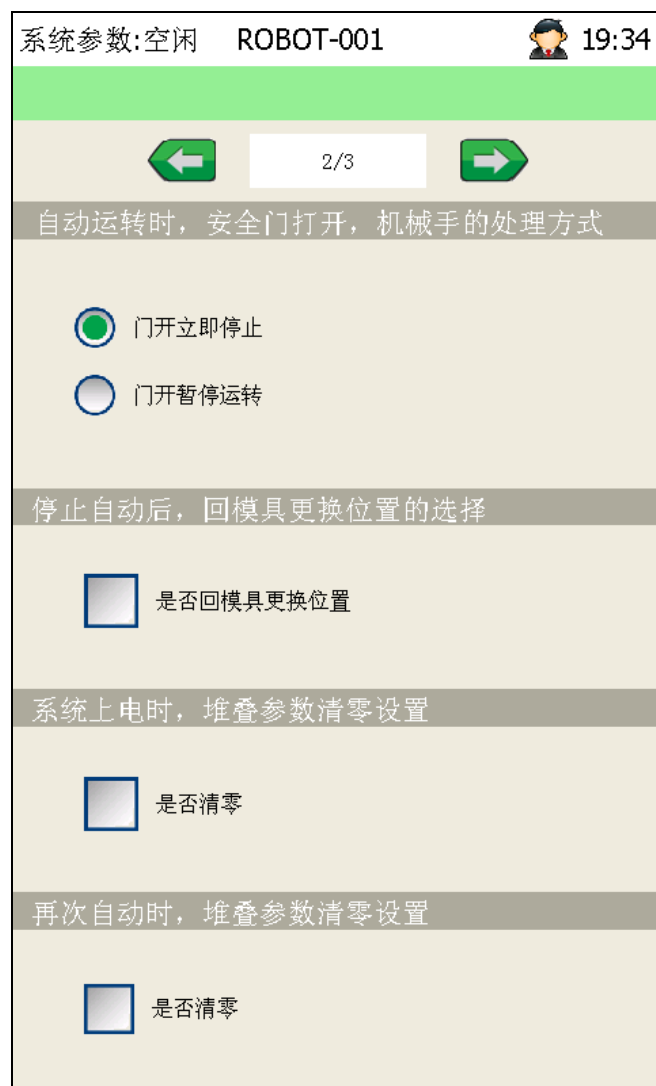 系统参数:空闲 ROBOT-001 19:34
2/3
自动运转时，安全门打开，机械手的处理方式
门开立即停止
门开暂停运转
停止自动后，回模具更换位置的选择
是否回模具更换位置
系统上电时，堆叠参数清零设置
是否清零
再次自动时，堆叠参数清零设置
是否清零